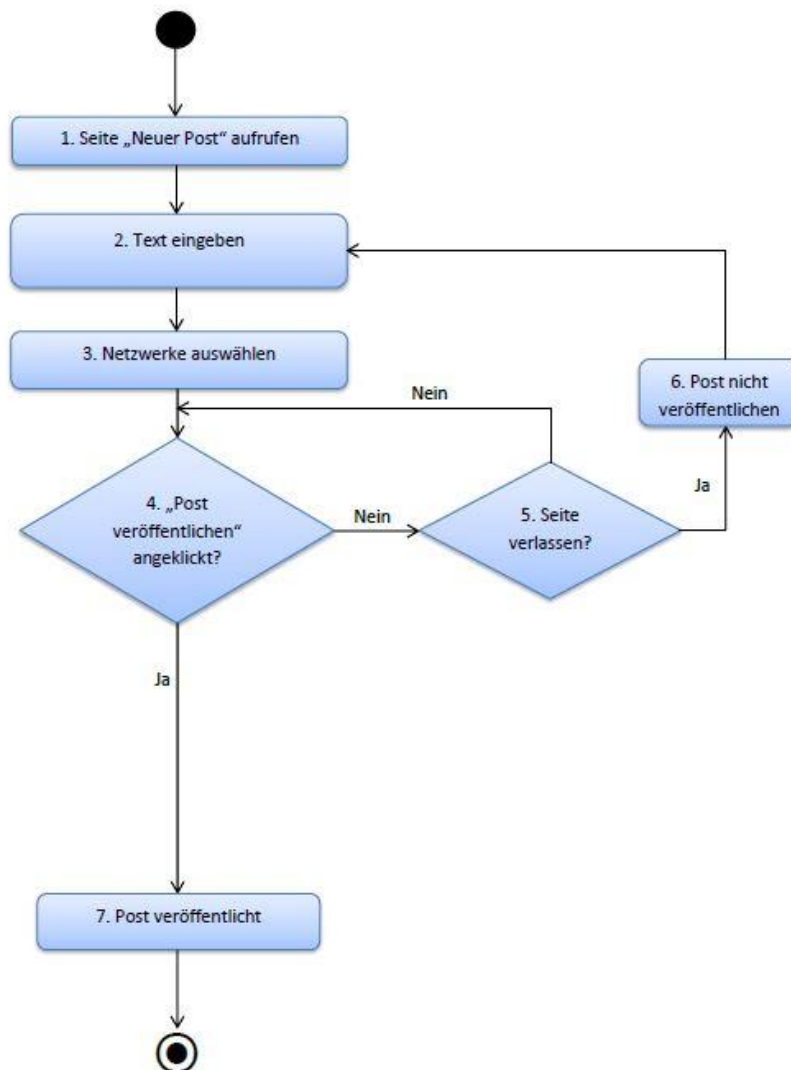 1. Seite „Neuer Post“ aufrufen
2. Text eingeben
3. Netzwerke auswählen
Nein
6. Post nicht
veröffentlichen
4. „Post
veröffentlichen“
angeklickt?
Nein
5. Seite
verlassen?
Ja
Ja
7. Post veröffentlicht